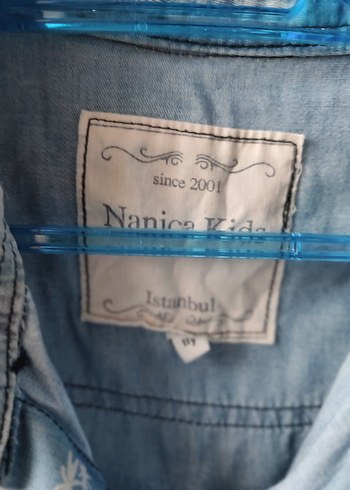 since 2001
Nanica Kids
Istanbul